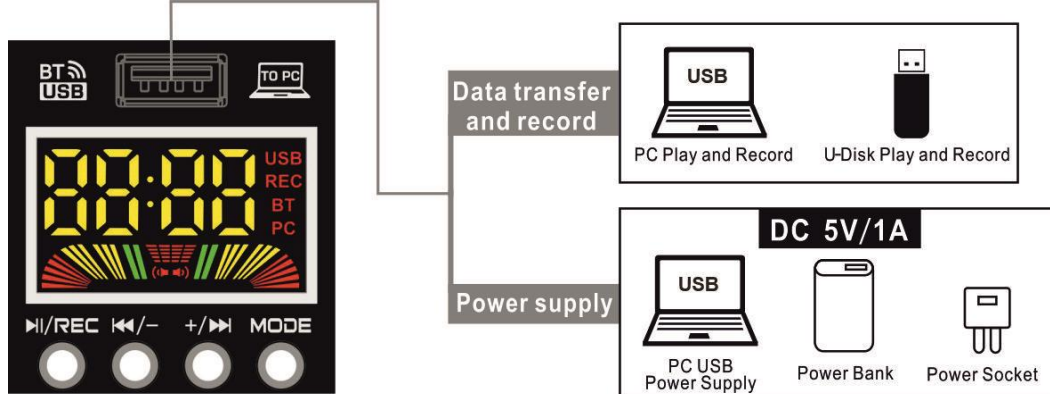 BT
USB
TO PC
88:88
USB
REC
BT
PC
/REC
/−
+/
MODE
Data transfer
and record
USB
PC Play and Record
U-Disk Play and Record
DC 5V/1A
Power supply
USB
PC USB
Power Supply
Power Bank
Power Socket